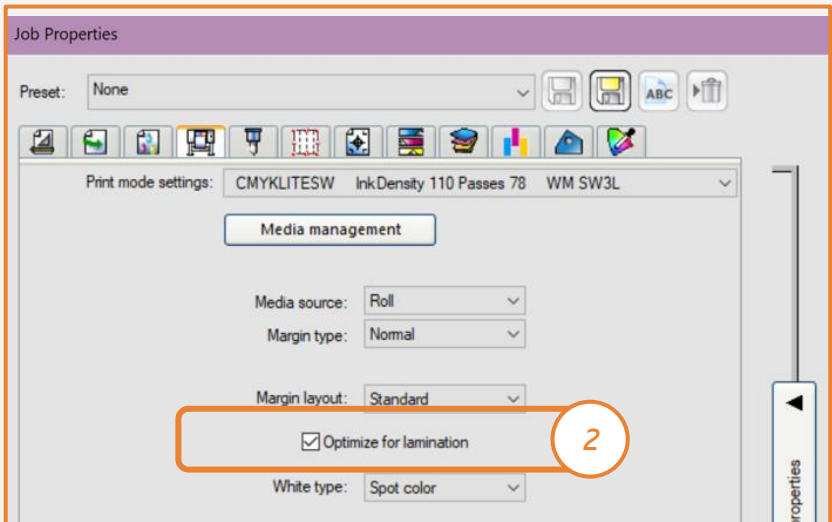 Job Properties
Preset: None
ABC
Print mode settings: CMYKLITESW InkDensity 110 Passes 78 WM SW3L
Media management
Media source: Roll
Margin type: Normal
Margin layout: Standard
Optimize for lamination
2
White type: Spot color
roperties